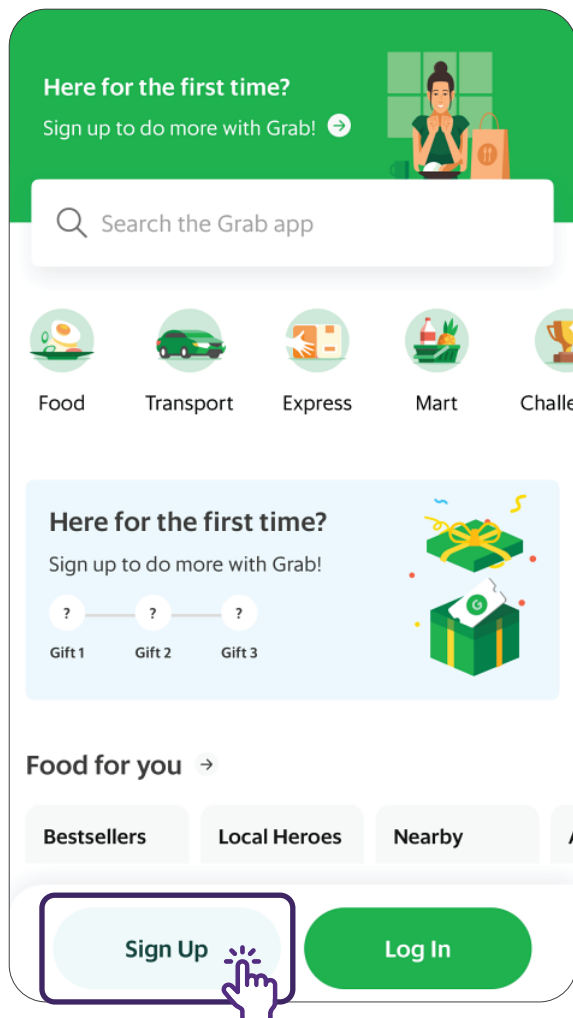 Here for the first time?
Sign up to do more with Grab!
Search the Grab app
Food Transport Express Mart Challe
Here for the first time?
Sign up to do more with Grab!
? ? ?
Gift 1 Gift 2 Gift 3
Food for you
Bestsellers Local Heroes Nearby A
Sign Up Log In